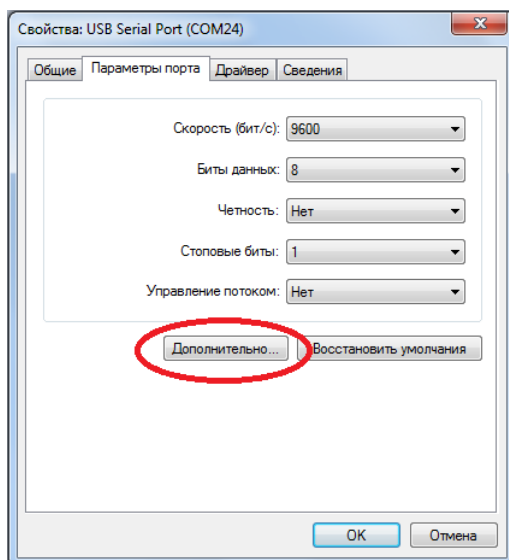 Свойства: USB Serial Port (COM24)
Общие Параметры порта Драйвер Сведения
Скорость (бит/с): 9600
Биты данных: 8
Четность: Нет
Стоповые биты: 1
Управление потоком: Нет
Дополнительно... Восстановить умолчания
OK Отмена